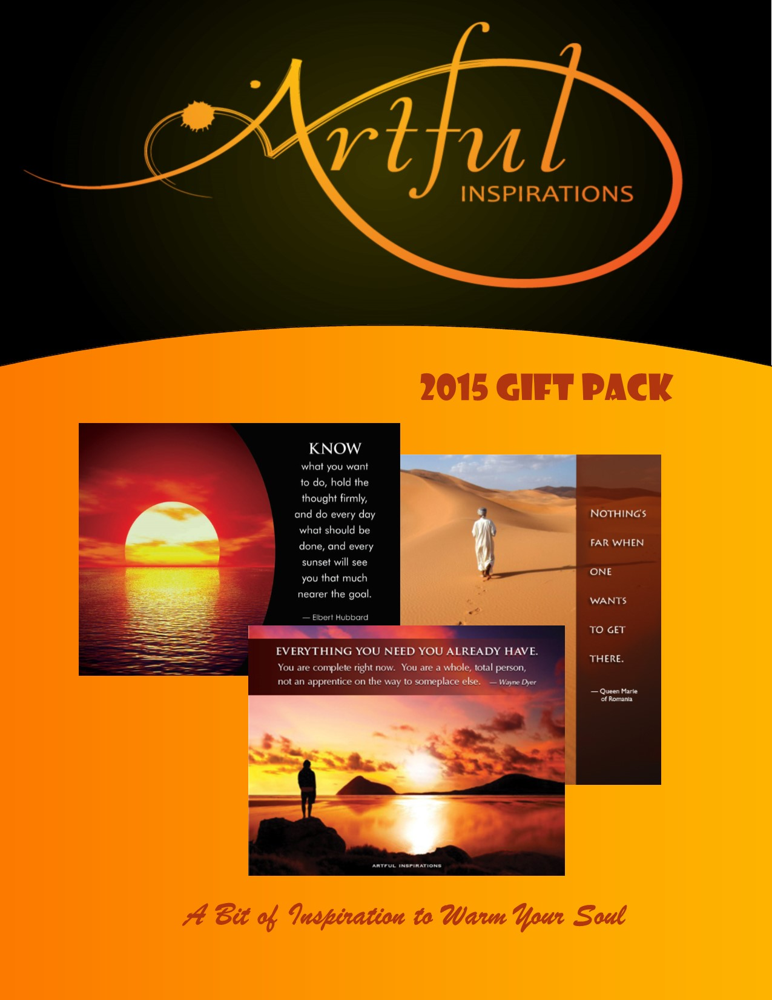 Artful
INSPIRATIONS
2015 GIFT PACK
KNOW
what you want
to do, hold the
thought firmly,
and do every day
what should be
done, and every
sunset will see
you that much
nearer the goal.
— Elbert Hubbard
NOTHING'S
FAR WHEN
ONE
WANTS
TO GET
THERE.
— Queen Marie
of Romania
EVERYTHING YOU NEED YOU ALREADY HAVE.
You are complete right now. You are a whole, total person,
not an apprentice on the way to someplace else. — Wayne Dyer
ARTFUL INSPIRATIONS
A Bit of Inspiration to Warm Your Soul